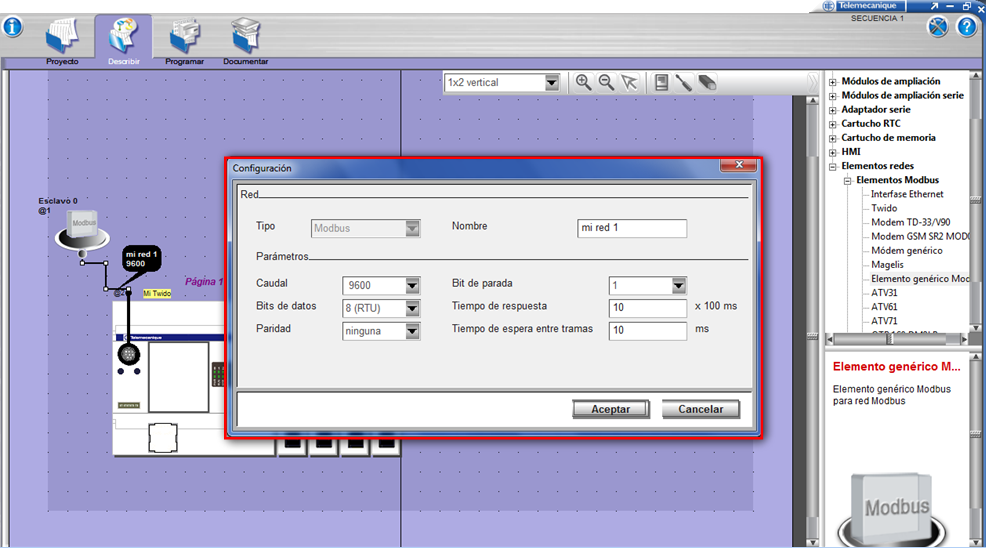 Telemecanique
SECUENCIA 1
Proyecto
Describir
Programar
Documentar
1x2 vertical
Módulos de ampliación
Módulos de ampliación serie
Adaptador serie
Cartucho RTC
Cartucho de memoria
HMI
Elementos redes
Elementos Modbus
Interfase Ethernet
Twido
Modem TD-33/V90
Modem GSM SR2 MOD
Módem genérico
Magelis
Elemento genérico Mod
ATV31
ATV61
ATV71
Esclavo 0
@1
Modbus
mi red 1
9600
Página 1
@2
Mi Twido
Telemecanique
Configuración
Red
Tipo
Modbus
Nombre
mi red 1
Parámetros
Caudal
9600
Bit de parada
1
Bits de datos
8 (RTU)
Tiempo de respuesta
10
x 100 ms
Paridad
ninguna
Tiempo de espera entre tramas
10
ms
Aceptar
Cancelar
Elemento genérico M...
Elemento genérico Modbus
para red Modbus
Modbus